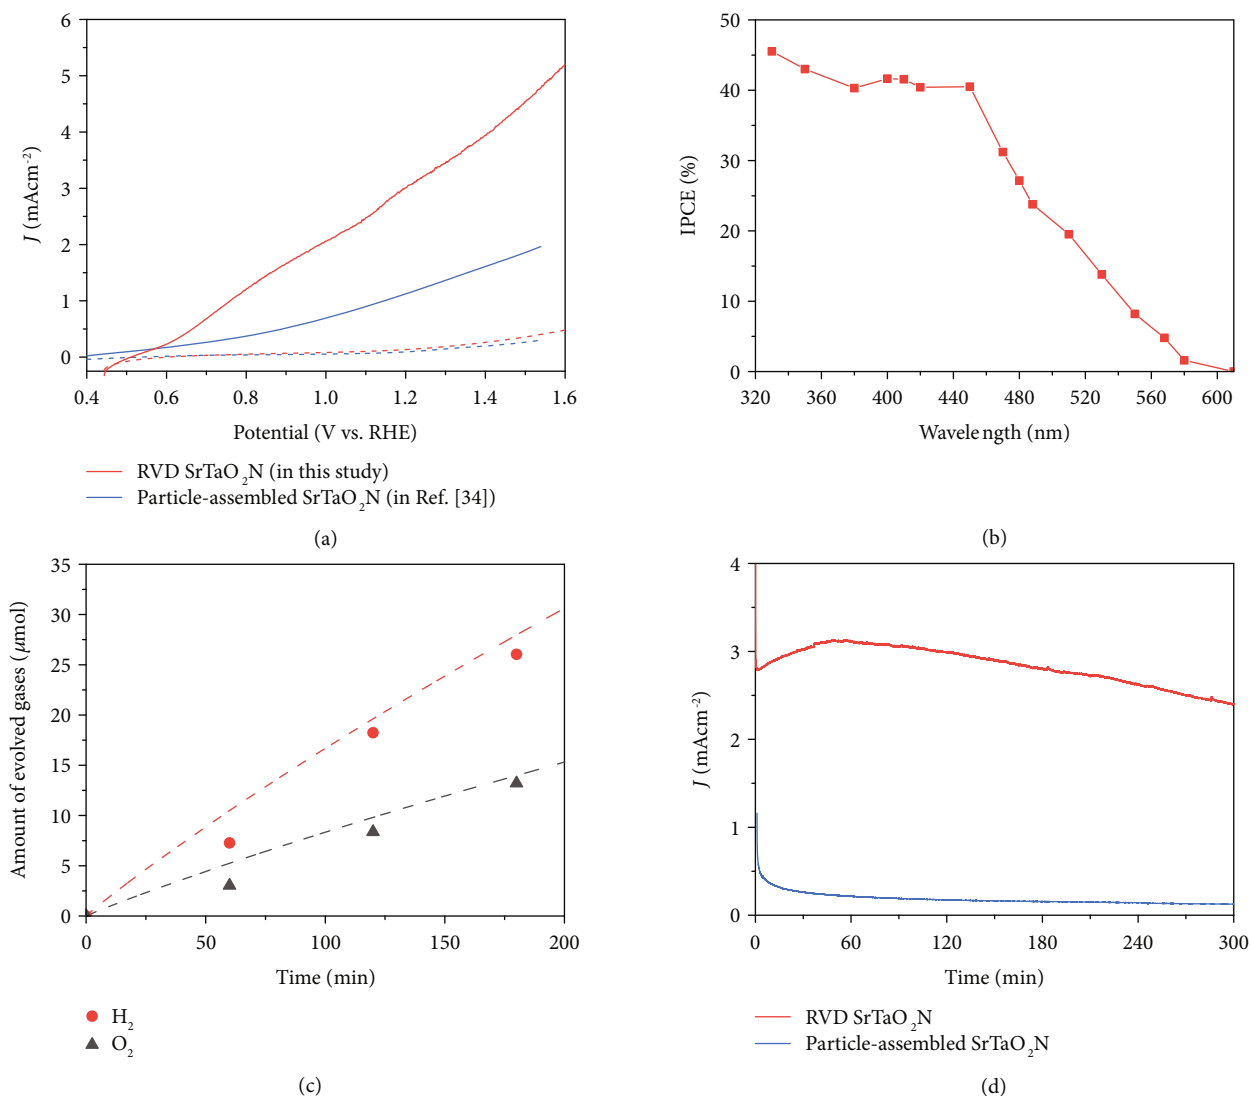 6
5
4
3
2
1
0
J (mAcm⁻²)
0.4 0.6 0.8 1.0 1.2 1.4 1.6
Potential (V vs. RHE)
RVD SrTaO₂N (in this study)
Particle-assembled SrTaO₂N (in Ref. [34])
(a)
50
40
30
20
10
0
IPCE (%)
320 360 400 440 480 520 560 600
Wavelength (nm)
(b)
35
30
25
20
15
10
5
0
Amount of evolved gases (μmol)
0 50 100 150 200
Time (min)
H₂
O₂
(c)
4
3
2
1
0
J (mAcm⁻²)
0 60 120 180 240 300
Time (min)
RVD SrTaO₂N
Particle-assembled SrTaO₂N
(d)